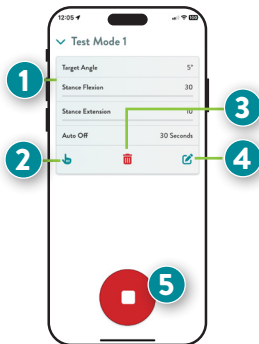 12:05
100
Test Mode 1
Target Angle 5°
Stance Flexion 30
Stance Extension 10
Auto Off 30 Seconds
1
2
3
4
5